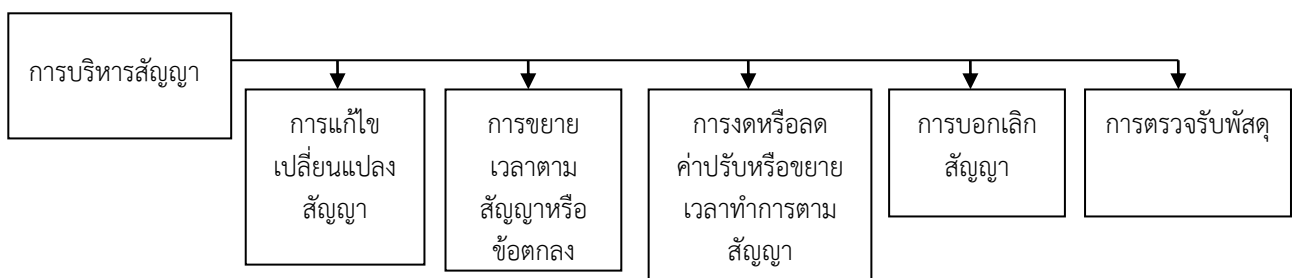 การบริหารสัญญา
การแก้ไข
เปลี่ยนแปลง
สัญญา
การขยาย
เวลาตาม
สัญญาหรือ
ข้อตกลง
การงดหรือลด
ค่าปรับหรือขยาย
เวลาทำการตาม
สัญญา
การบอกเลิก
สัญญา
การตรวจรับพัสดุ